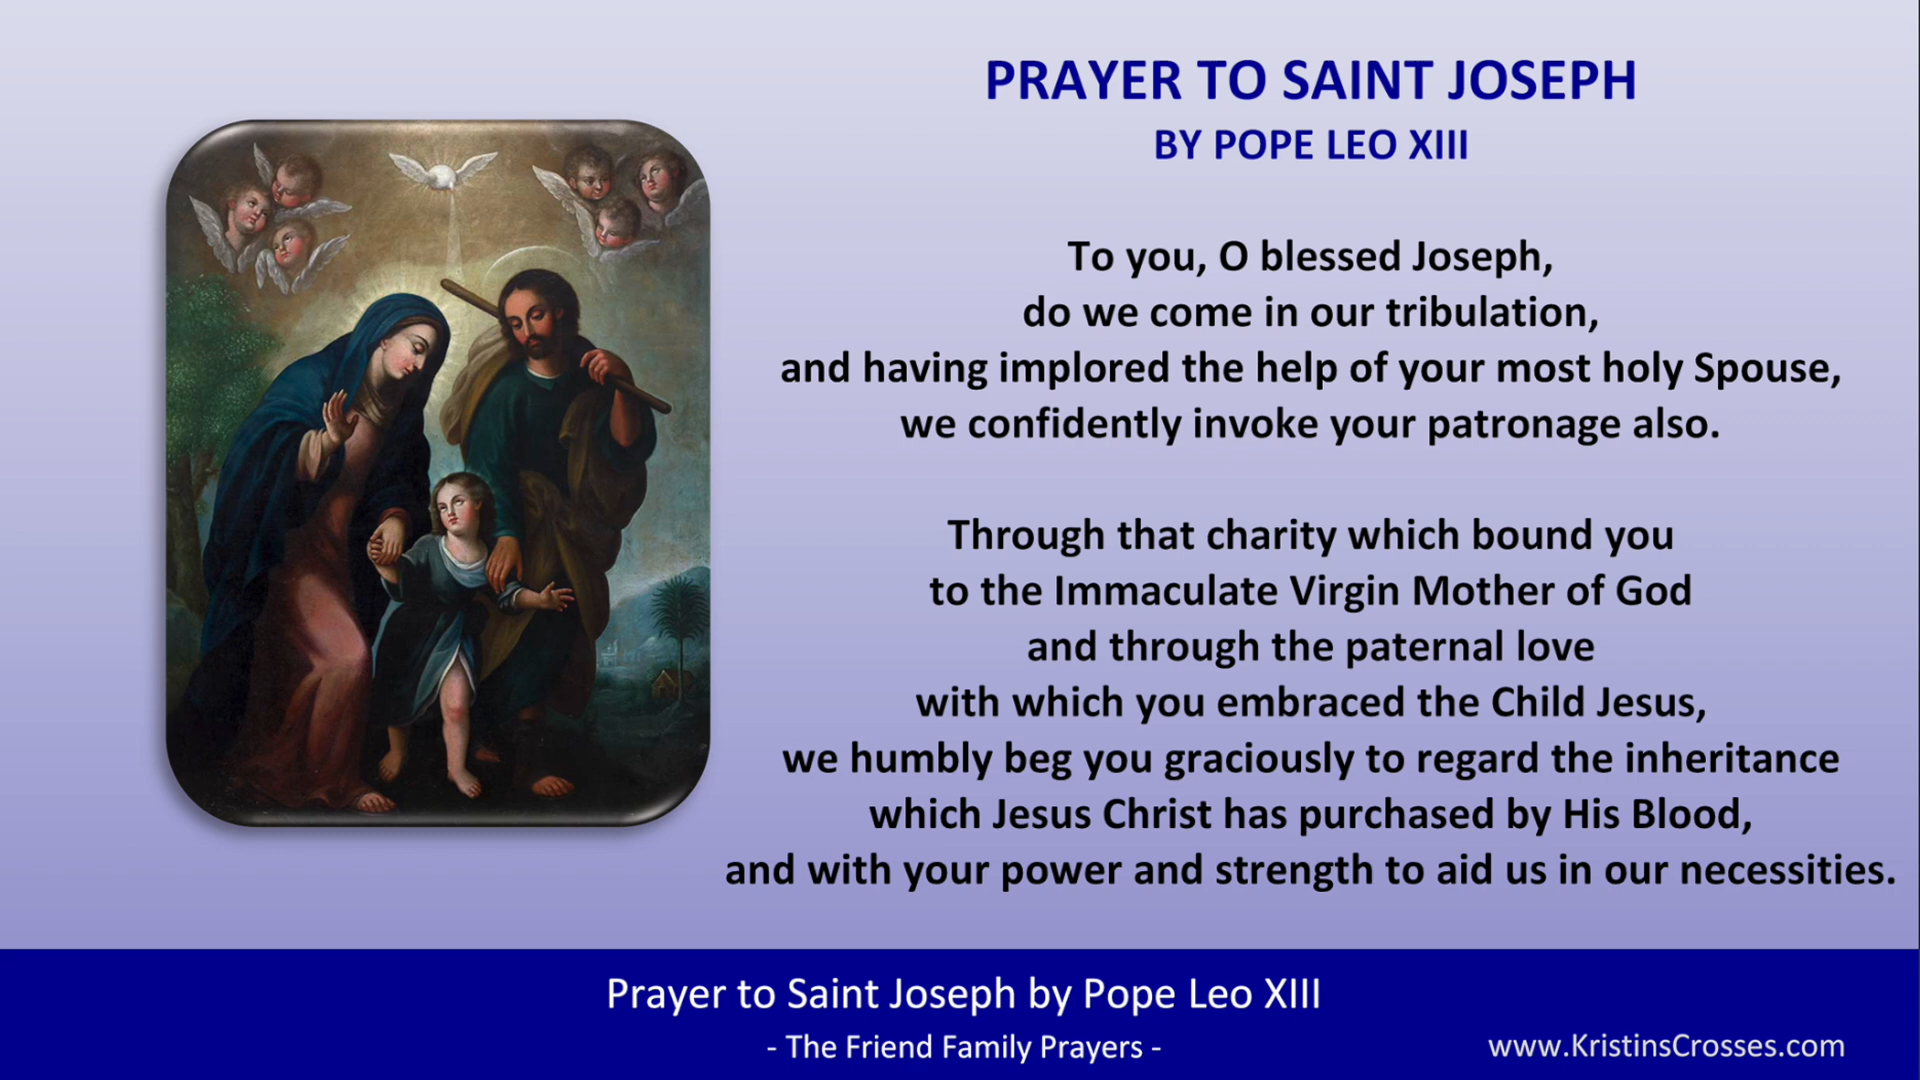 PRAYER TO SAINT JOSEPH
BY POPE LEO XIII
To you, O blessed Joseph,
do we come in our tribulation,
and having implored the help of your most holy Spouse,
we confidently invoke your patronage also.
Through that charity which bound you
to the Immaculate Virgin Mother of God
and through the paternal love
with which you embraced the Child Jesus,
we humbly beg you graciously to regard the inheritance
which Jesus Christ has purchased by His Blood,
and with your power and strength to aid us in our necessities.
Prayer to Saint Joseph by Pope Leo XIII
- The Friend Family Prayers -
www.KristinsCrosses.com